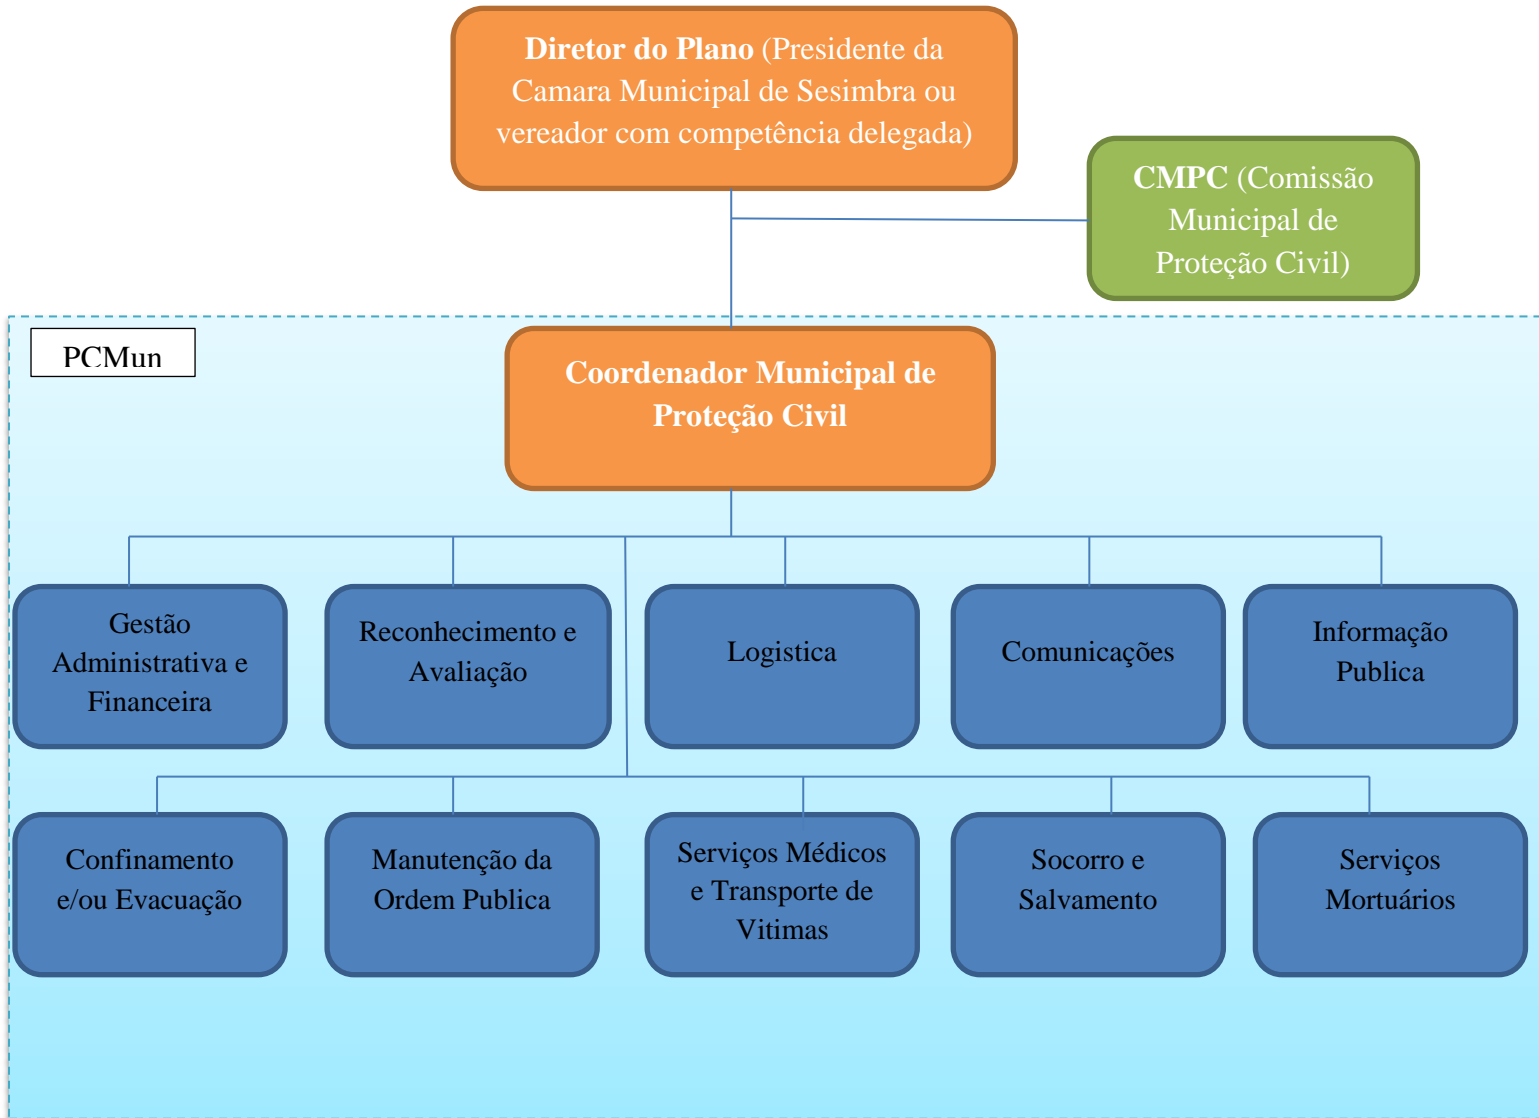 Diretor do Plano (Presidente da
Camara Municipal de Sesimbra ou
vereador com competência delegada)
CMPC (Comissão
Municipal de
Proteção Civil)
PCMun
Coordenador Municipal de
Proteção Civil
Gestão
Administrativa e
Financeira
Reconhecimento e
Avaliação
Logistica
Comunicações
Informação
Publica
Confinamento
e/ou Evacuação
Manutenção da
Ordem Publica
Serviços Médicos
e Transporte de
Vitimas
Socorro e
Salvamento
Serviços
Mortuários